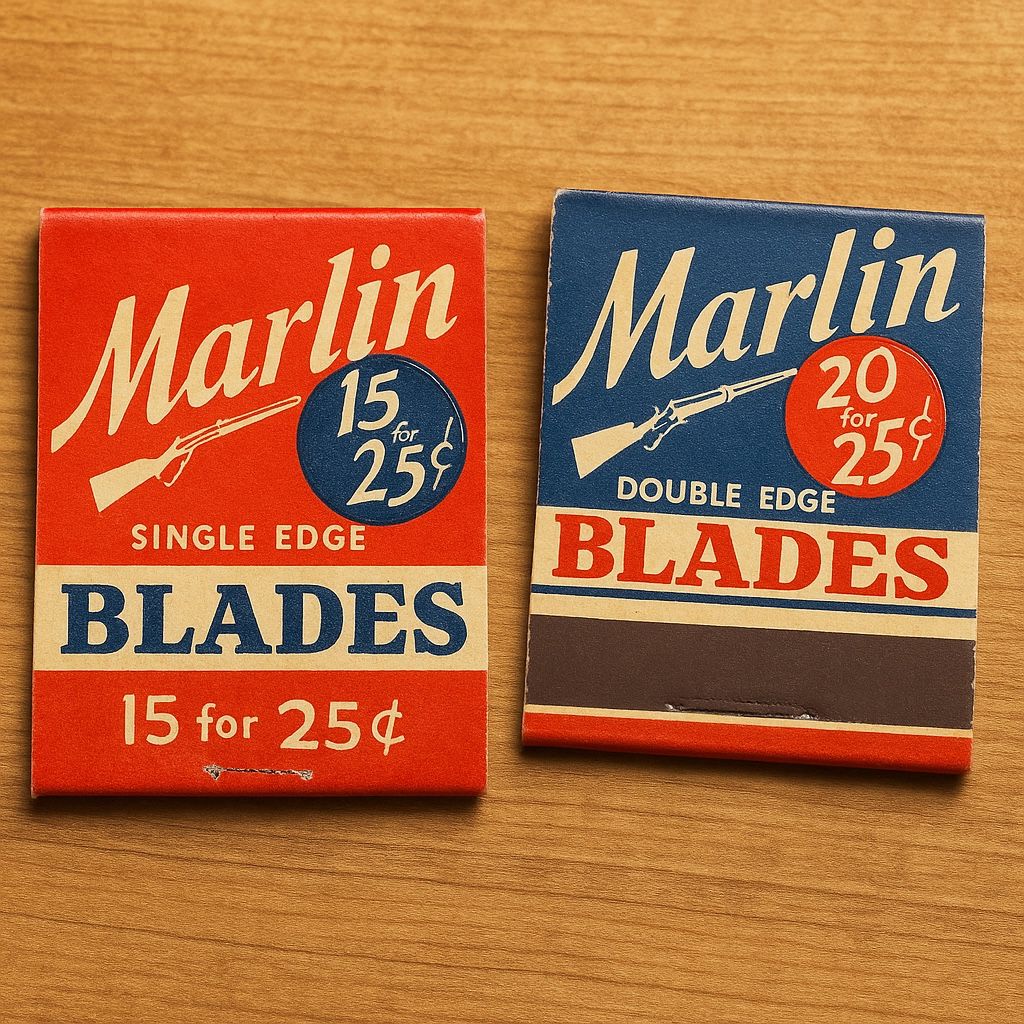 Marlin
15
for
25¢
SINGLE EDGE
BLADES
15 for 25¢
Marlin
20
for
25¢
DOUBLE EDGE
BLADES